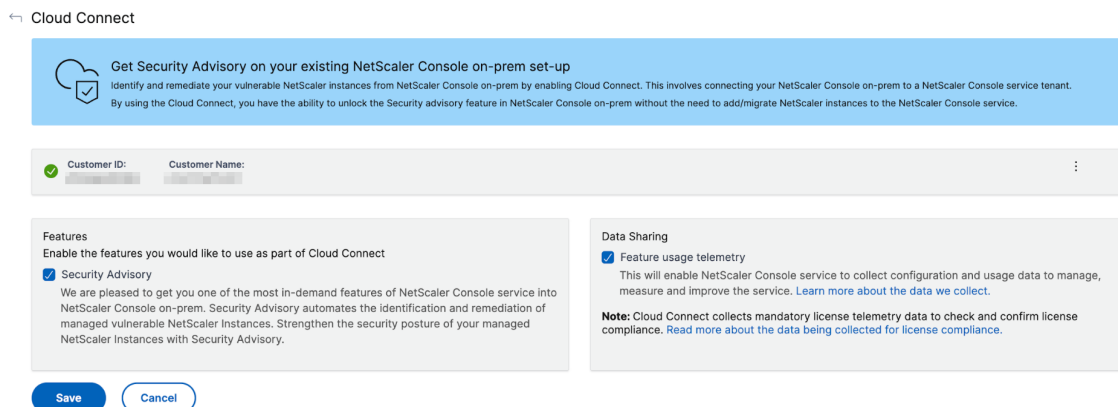 Cloud Connect
Get Security Advisory on your existing NetScaler Console on-prem set-up
Identify and remediate your vulnerable NetScaler instances from NetScaler Console on-prem by enabling Cloud Connect. This involves connecting your NetScaler Console on-prem to a NetScaler Console service tenant.
By using the Cloud Connect, you have the ability to unlock the Security advisory feature in NetScaler Console on-prem without the need to add/migrate NetScaler instances to the NetScaler Console service.
Customer ID: Customer Name:
Features
Enable the features you would like to use as part of Cloud Connect
Security Advisory
We are pleased to get you one of the most in-demand features of NetScaler Console service into
NetScaler Console on-prem. Security Advisory automates the identification and remediation of
managed vulnerable NetScaler Instances. Strengthen the security posture of your managed
NetScaler Instances with Security Advisory.
Data Sharing
Feature usage telemetry
This will enable NetScaler Console service to collect configuration and usage data to manage,
measure and improve the service. Learn more about the data we collect.
Note: Cloud Connect collects mandatory license telemetry data to check and confirm license
compliance. Read more about the data being collected for license compliance.
Save Cancel